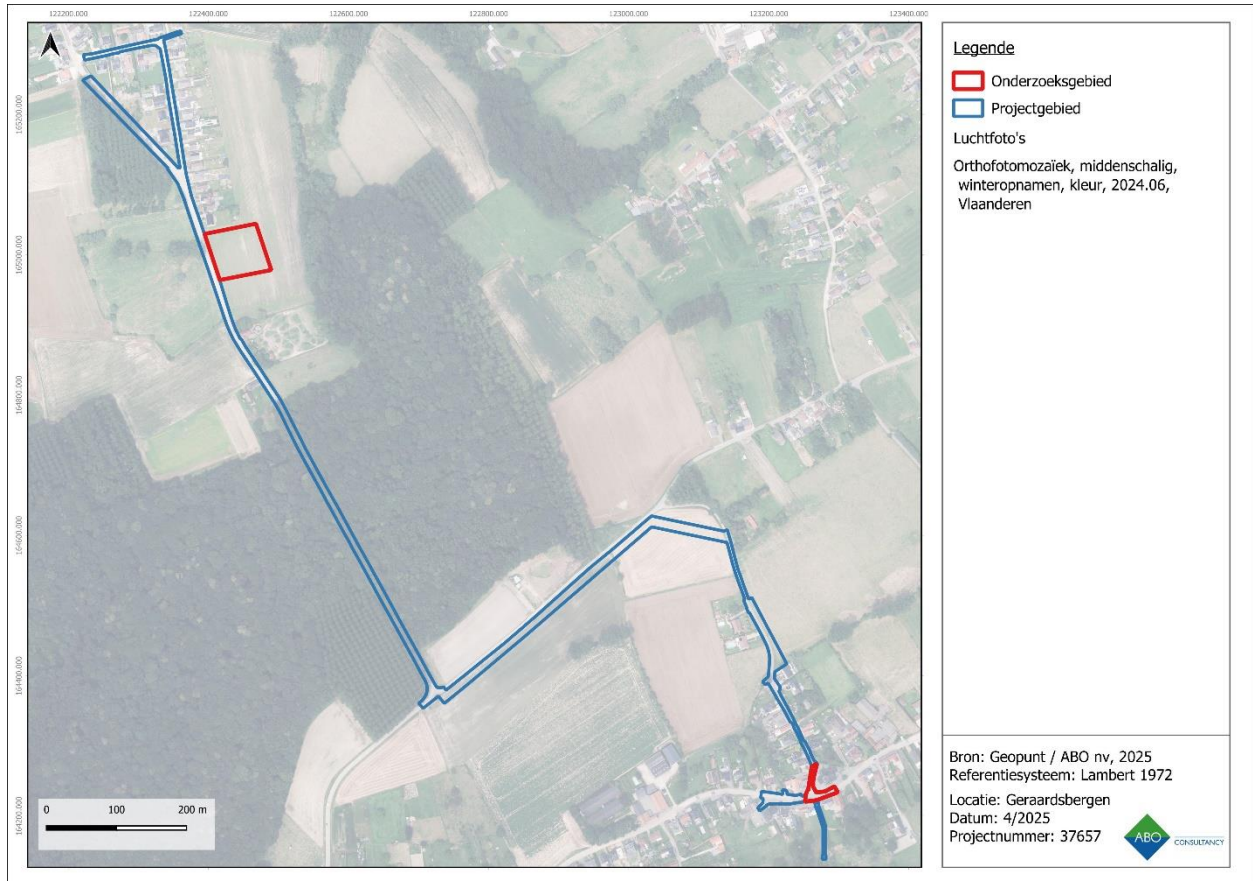 122200.000 122400.000 122600.000 122800.000 123000.000 123200.000 123400.000
165200.000
165000.000
164800.000
164600.000
164400.000
164200.000
0 100 200 m
Legende
Onderzoeksgebied
Projectgebied
Luchtfoto's
Orthofotomozaïek, middenschalig,
winteropnamen, kleur, 2024.06,
Vlaanderen
Bron: Geopunt / ABO nv, 2025
Referentiesysteem: Lambert 1972
Locatie: Geraardsbergen
Datum: 4/2025
Projectnummer: 37657
ABO
CONSULTANCY